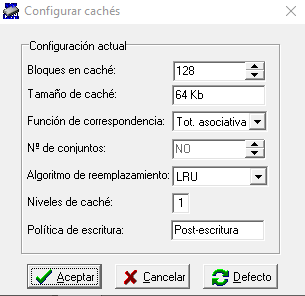 Configurar cachés
Configuración actual
Bloques en caché: 128
Tamaño de caché: 64 Kb
Función de correspondencia: Tot. asociativa
Nº de conjuntos: NO
Algoritmo de reemplazamiento: LRU
Niveles de caché: 1
Política de escritura: Post-escritura
Aceptar Cancelar Defecto